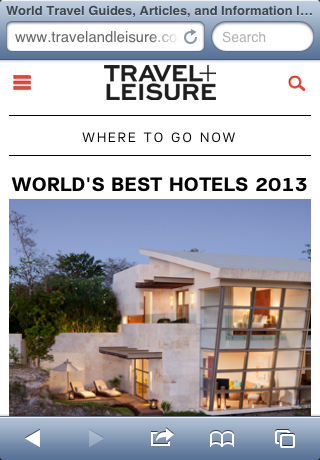 World Travel Guides, Articles, and Information I...
www.travelandleisure.co
Search
TRAVEL+
LEISURE
WHERE TO GO NOW
WORLD'S BEST HOTELS 2013